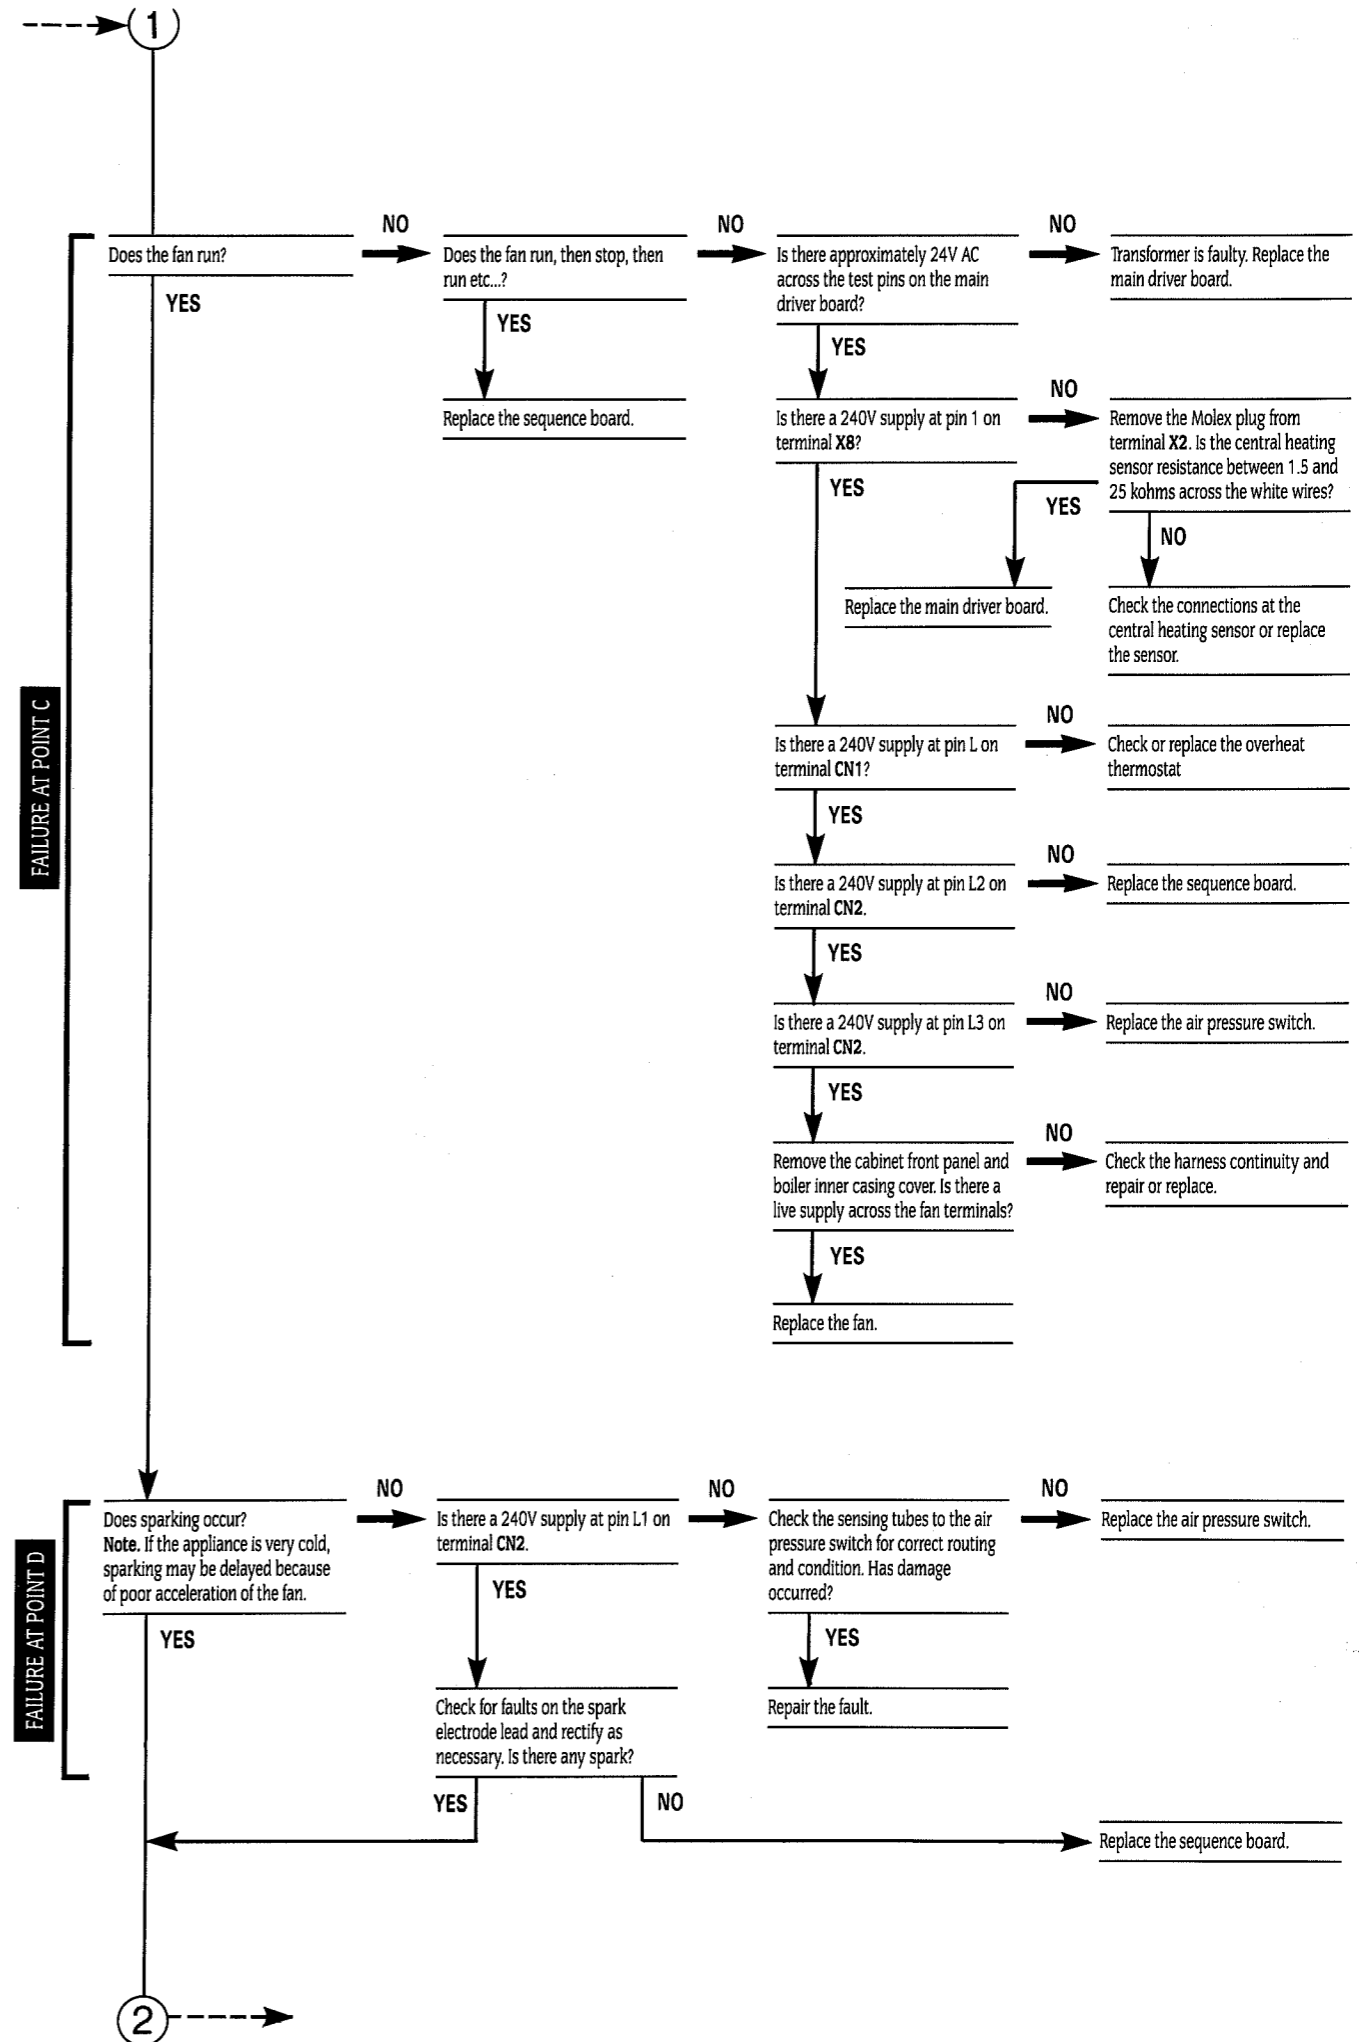 1
NO
NO
NO
Does the fan run?
Does the fan run, then stop, then
run etc...?
Is there approximately 24V AC
across the test pins on the main
driver board?
Transformer is faulty. Replace the
main driver board.
YES
YES
YES
NO
Replace the sequence board.
Is there a 240V supply at pin 1 on
terminal X8?
Remove the Molex plug from
terminal X2. Is the central heating
sensor resistance between 1.5 and
25 kohms across the white wires?
YES
YES
NO
Replace the main driver board.
Check the connections at the
central heating sensor or replace
the sensor.
FAILURE AT POINT C
NO
Is there a 240V supply at pin L on
terminal CN1?
Check or replace the overheat
thermostat
YES
NO
Is there a 240V supply at pin L2 on
terminal CN2.
Replace the sequence board.
YES
NO
Is there a 240V supply at pin L3 on
terminal CN2.
Replace the air pressure switch.
YES
NO
Remove the cabinet front panel and
boiler inner casing cover. Is there a
live supply across the fan terminals?
Check the harness continuity and
repair or replace.
YES
Replace the fan.
NO
NO
NO
Does sparking occur?
Note. If the appliance is very cold,
sparking may be delayed because
of poor acceleration of the fan.
Is there a 240V supply at pin L1 on
terminal CN2.
Check the sensing tubes to the air
pressure switch for correct routing
and condition. Has damage
occurred?
Replace the air pressure switch.
FAILURE AT POINT D
YES
YES
YES
Check for faults on the spark
electrode lead and rectify as
necessary. Is there any spark?
Repair the fault.
YES
NO
Replace the sequence board.
2